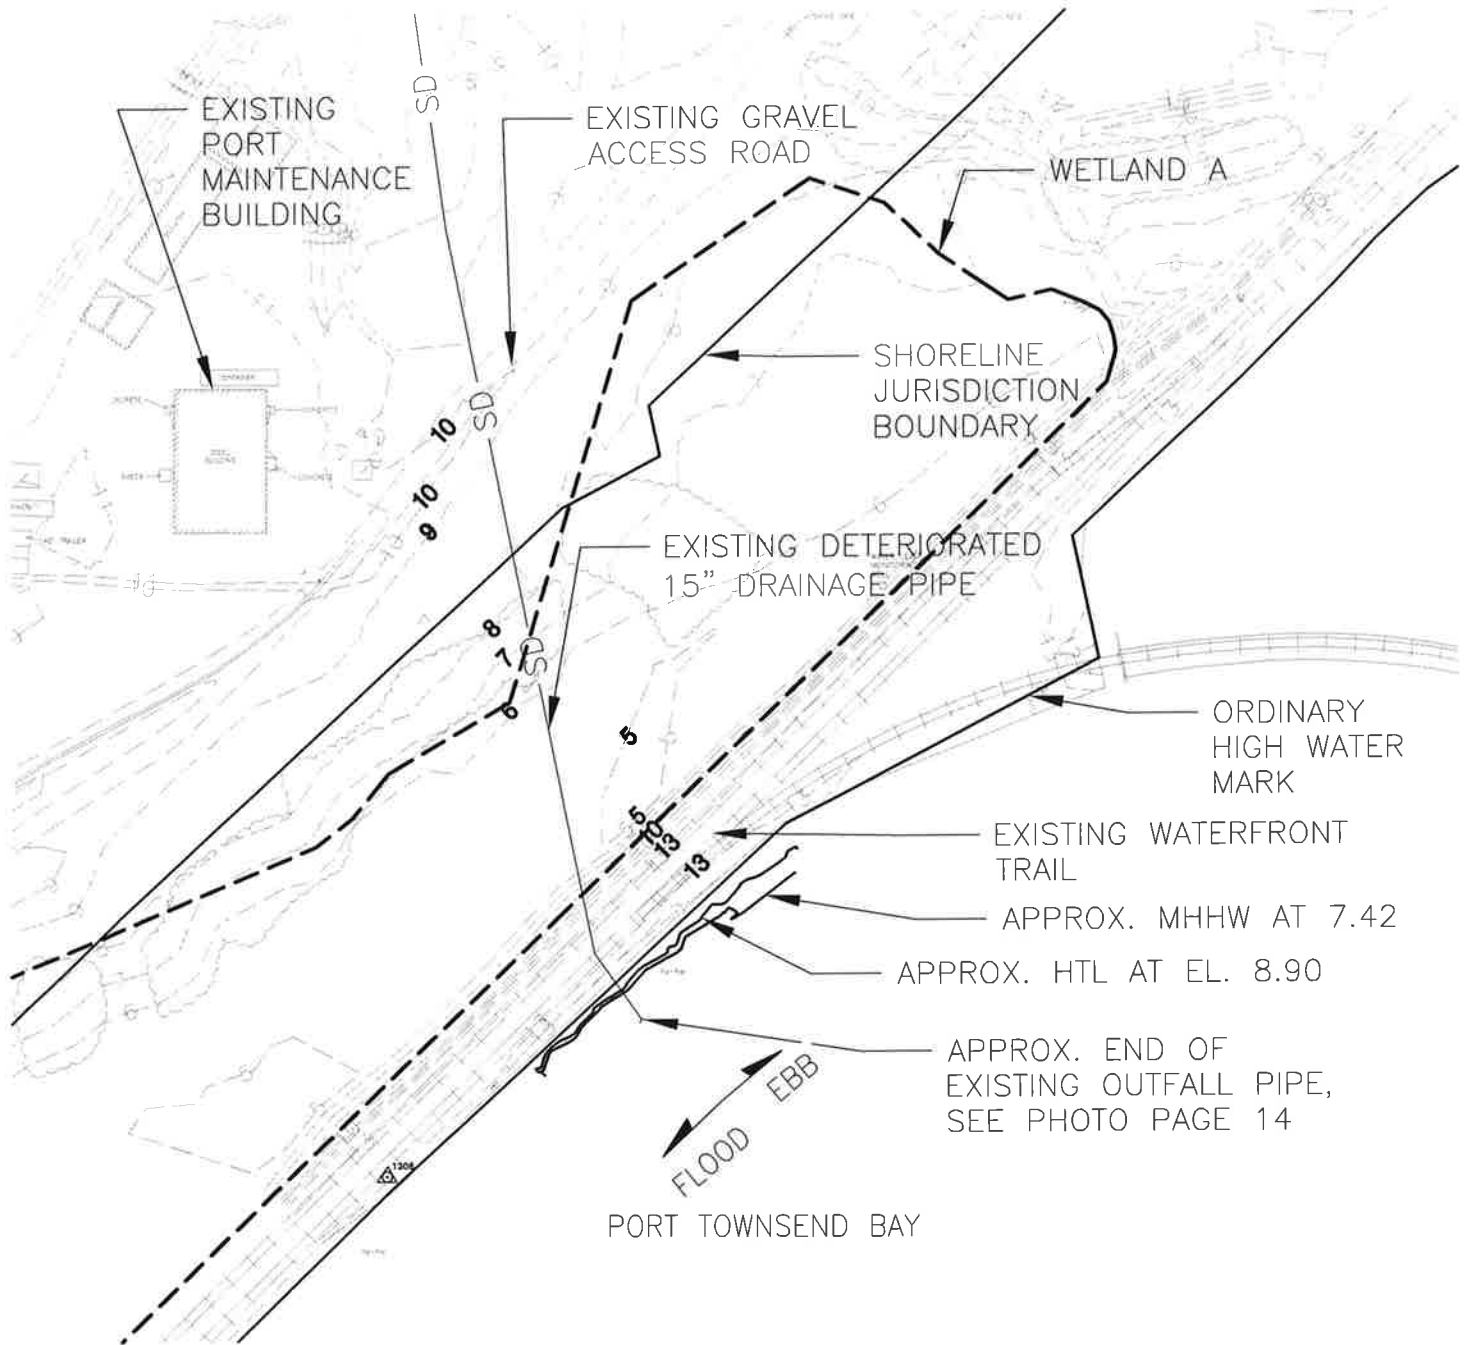 SD
EXISTING
PORT
MAINTENANCE
BUILDING
EXISTING GRAVEL
ACCESS ROAD
WETLAND A
SHORELINE
JURISDICTION
BOUNDARY
SD
10
10
9
10
EXISTING DETERIORATED
15" DRAINAGE PIPE
8
7
SD
6
5
ORDINARY
HIGH WATER
MARK
5
10
13
13
EXISTING WATERFRONT
TRAIL
APPROX. MHHW AT 7.42
APPROX. HTL AT EL. 8.90
APPROX. END OF
EXISTING OUTFALL PIPE,
SEE PHOTO PAGE 14
EBB
FLOOD
1208
PORT TOWNSEND BAY